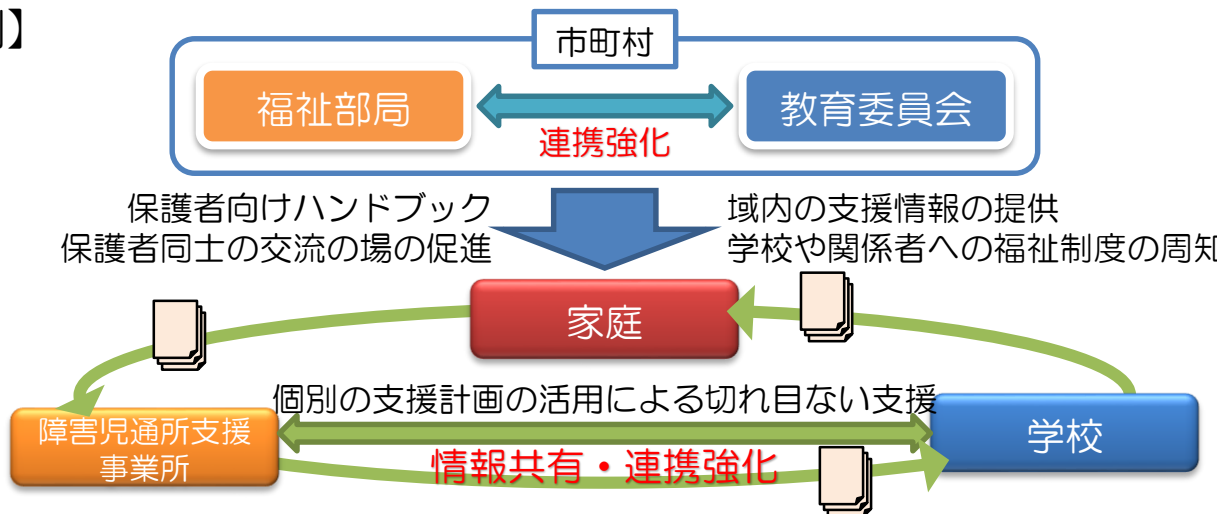 】
市町村
福祉部局
教育委員会
連携強化
保護者向けハンドブック
保護者同士の交流の場の促進
域内の支援情報の提供
学校や関係者への福祉制度の周知
家庭
個別の支援計画の活用による切れ目ない支援
障害児通所支援
事業所
学校
情報共有・連携強化